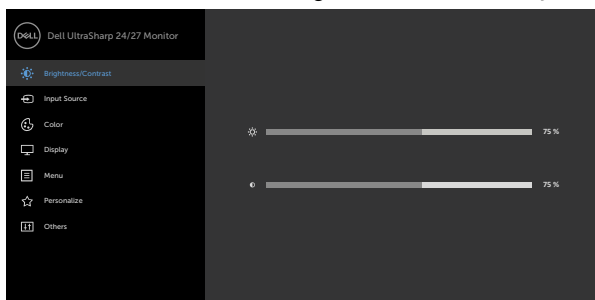 DELL
Dell UltraSharp 24/27 Monitor
Brightness/Contrast
Input Source
Color
75 %
Display
Menu
75 %
Personalize
Others